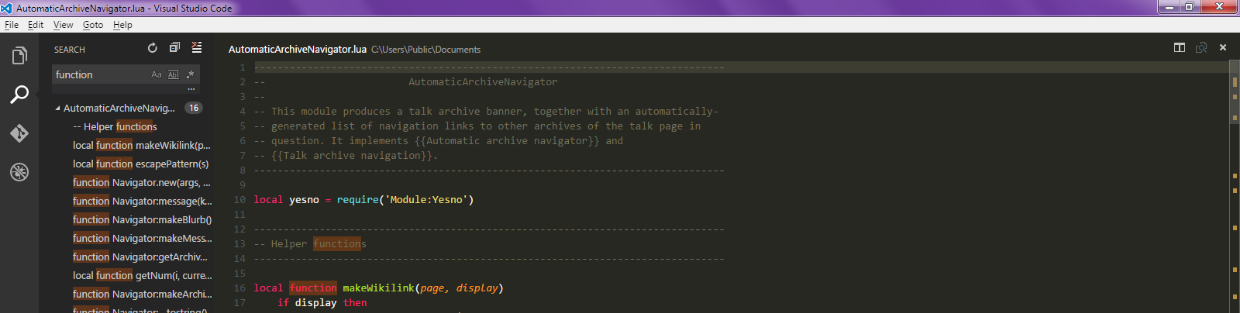 AutomaticArchiveNavigator.lua - Visual Studio Code
File Edit View Goto Help
SEARCH
function
Aa Ab| .*
...
AutomaticArchiveNavig... 16
-- Helper functions
local function makeWikilink(p...
local function escapePattern(s)
function Navigator.new(args, ...
function Navigator:message(k...
function Navigator:makeBlurb()
function Navigator:makeMess...
function Navigator:getArchiv...
local function getNum(i, curre...
function Navigator:makeArchi...
function Navigator:__tostring()
AutomaticArchiveNavigator.lua C:\Users\Public\Documents
1 -------------------------------------------------------------------------------
2 -- AutomaticArchiveNavigator
3 --
4 -- This module produces a talk archive banner, together with an automatically-
5 -- generated list of navigation links to other archives of the talk page in
6 -- question. It implements {{Automatic archive navigator}} and
7 -- {{Talk archive navigation}}.
8 -------------------------------------------------------------------------------
9
10 local yesno = require('Module:Yesno')
11
12 -------------------------------------------------------------------------------
13 -- Helper functions
14 -------------------------------------------------------------------------------
15
16 local function makeWikilink(page, display)
17 if display then